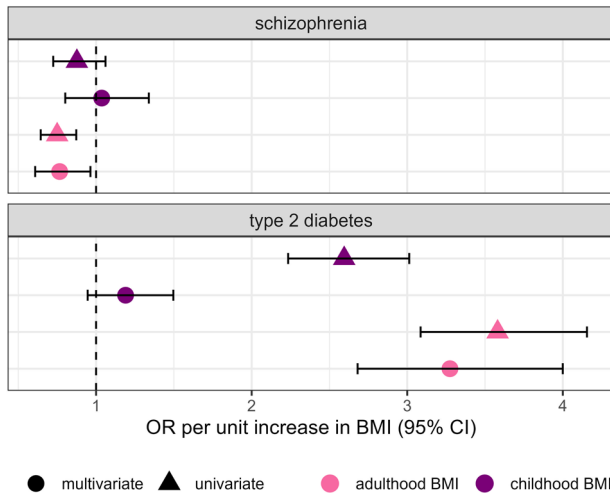 schizophrenia
type 2 diabetes
1 2 3 4
OR per unit increase in BMI (95% CI)
multivariate univariate adulthood BMI childhood BMI